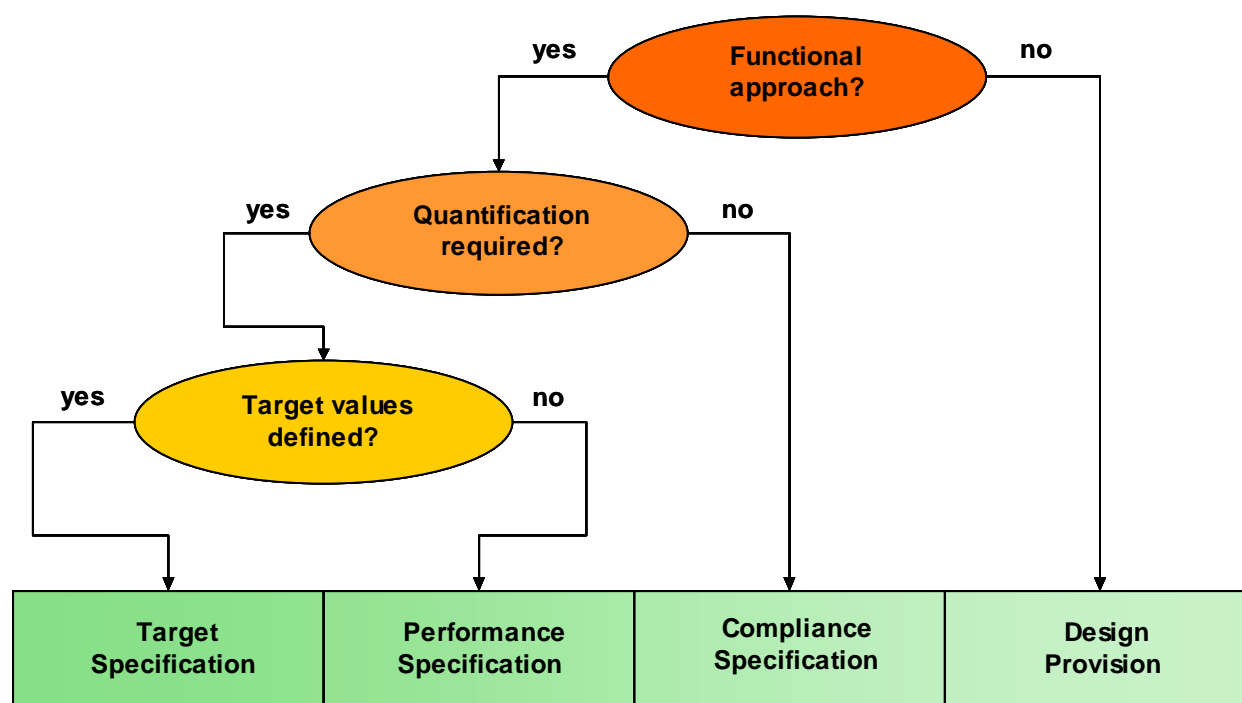 yes
Functional
approach?
no
yes
Quantification
required?
no
yes
Target values
defined?
no
Target
Specification
Performance
Specification
Compliance
Specification
Design
Provision